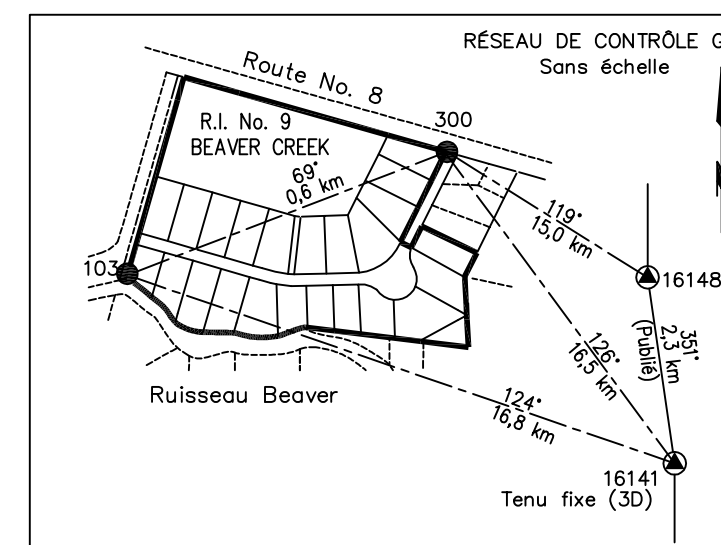 RÉSEAU DE CONTRÔLE
Sans échelle
Route No. 8
R.I. No. 9
BEAVER CREEK
300
69°
0,6 km
119°
15,0 km
103
16148
351°
2,3 km
(Publié)
126°
16,5 km
124°
16,8 km
Ruisseau Beaver
16141
Tenu fixe (3D)